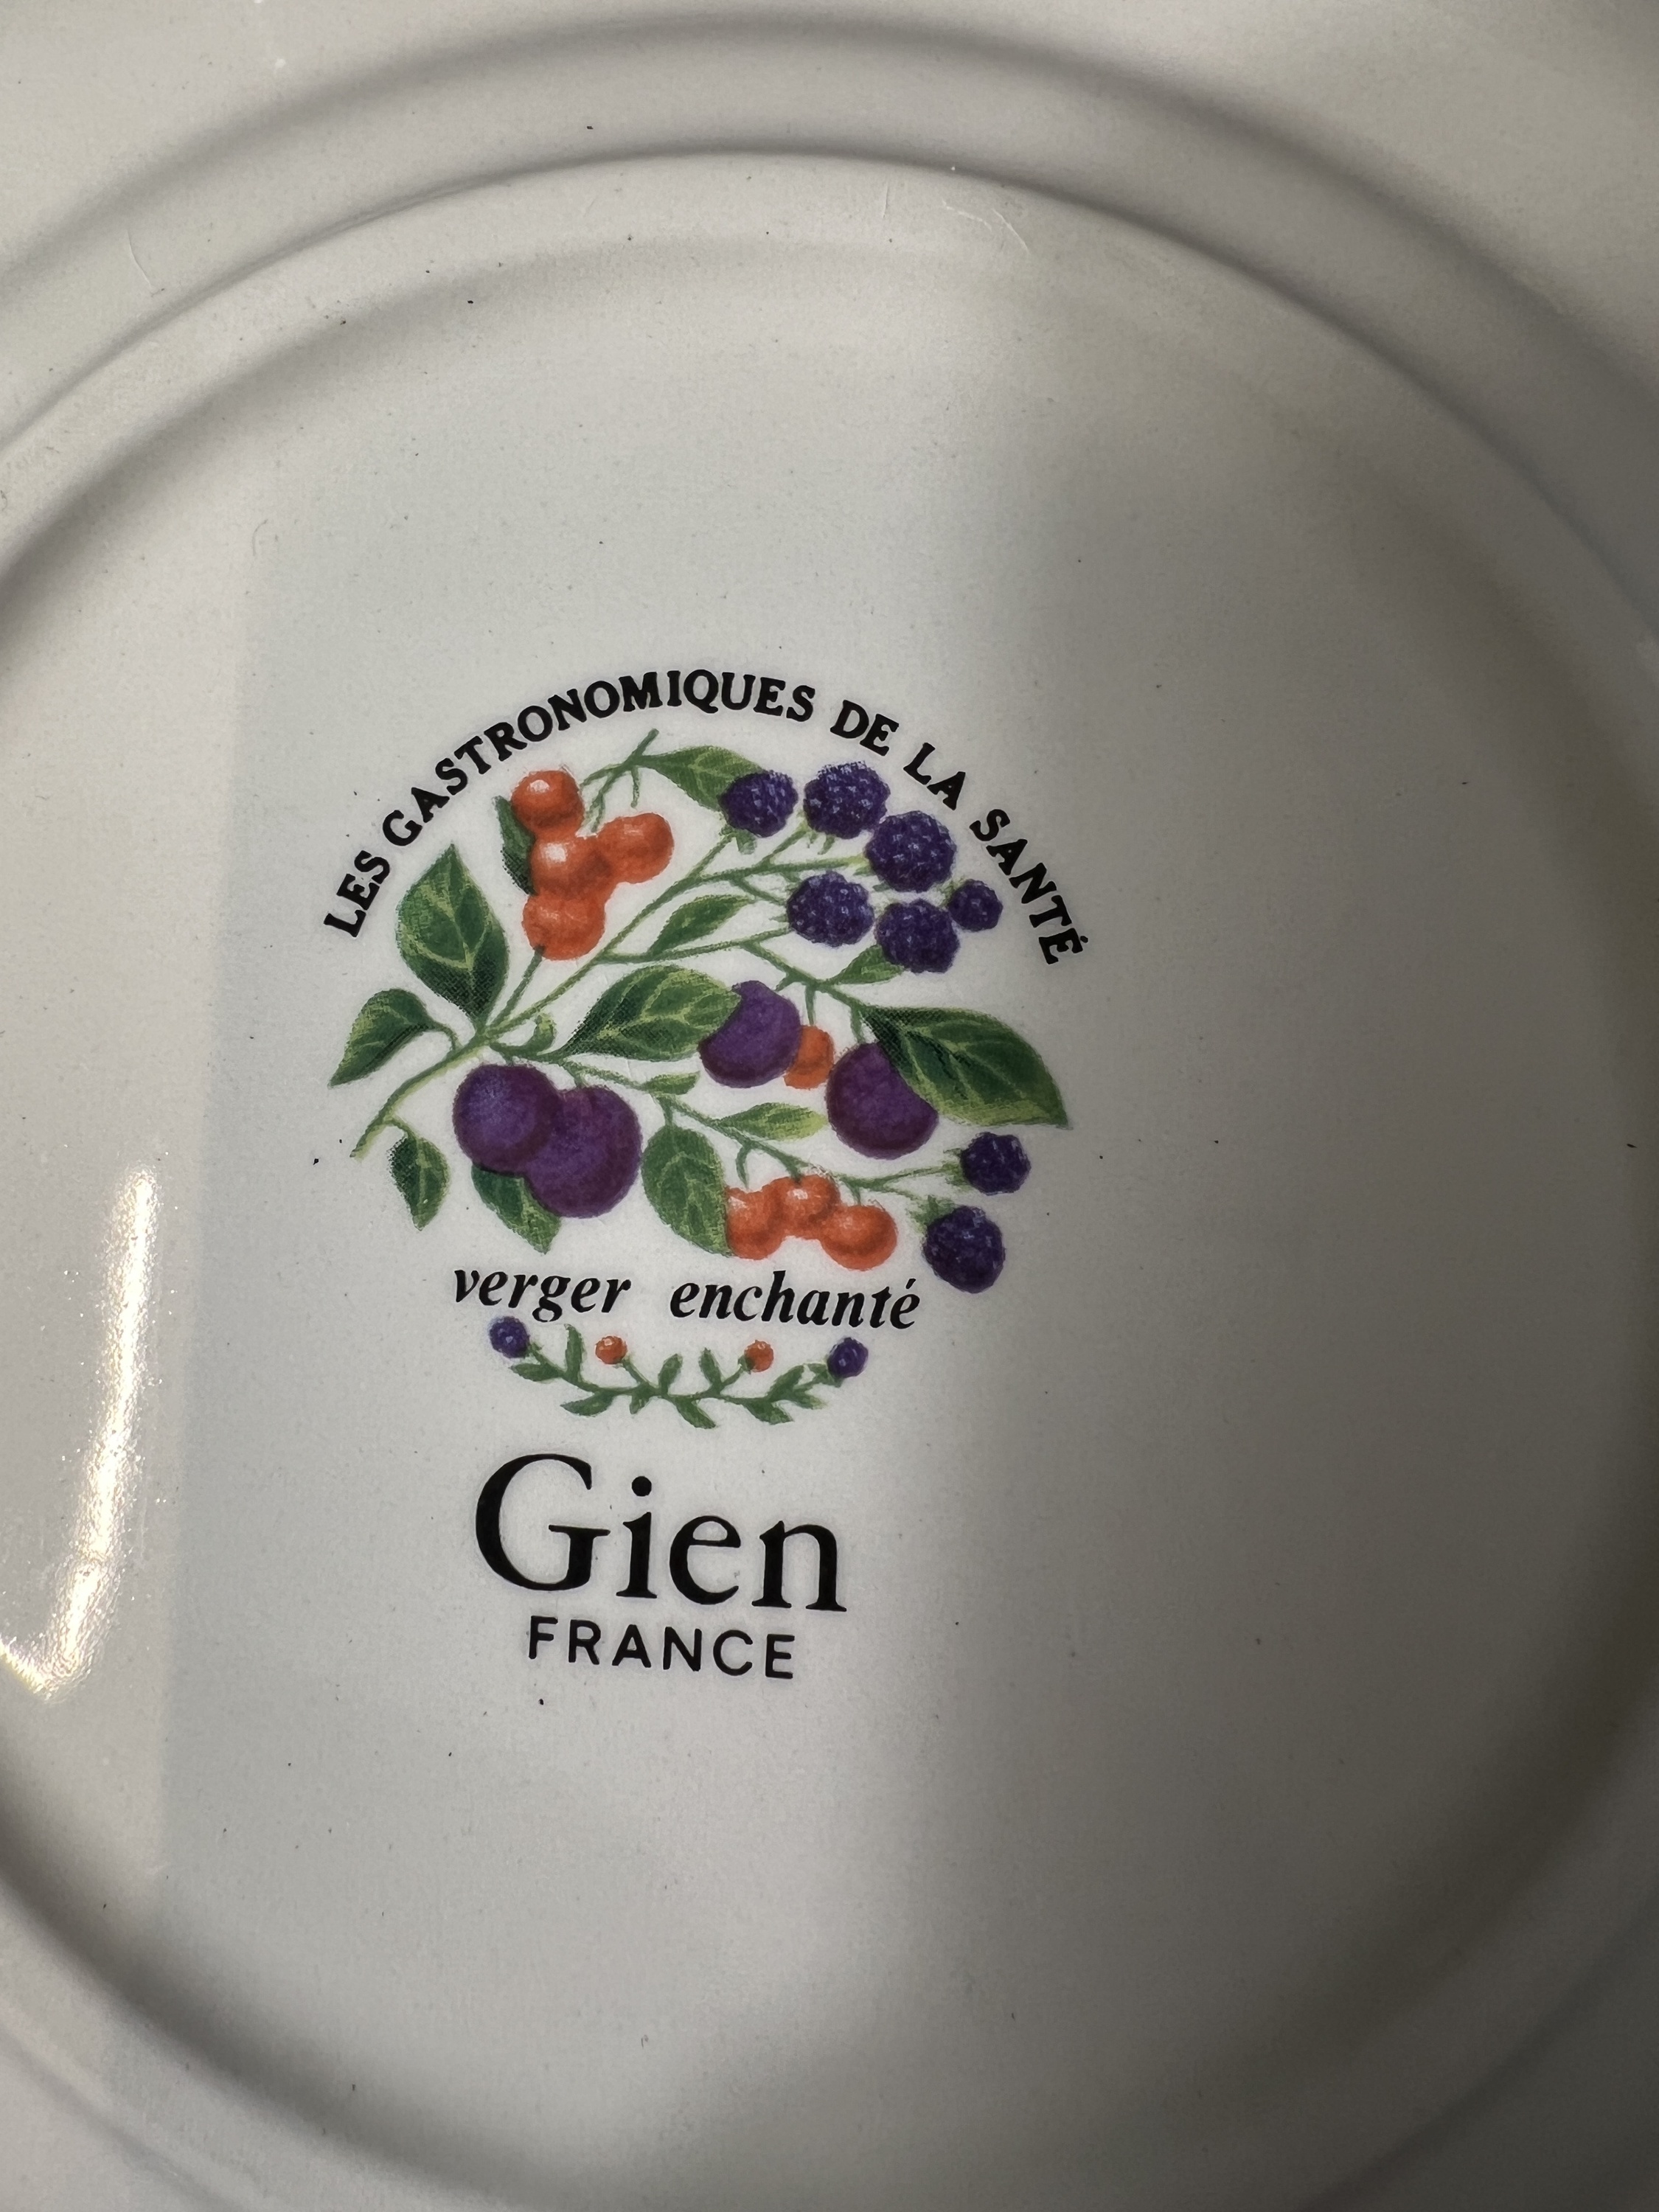 LES GASTRONOMIQUES DE LA SANTÉ
verger enchanté
Gien
FRANCE